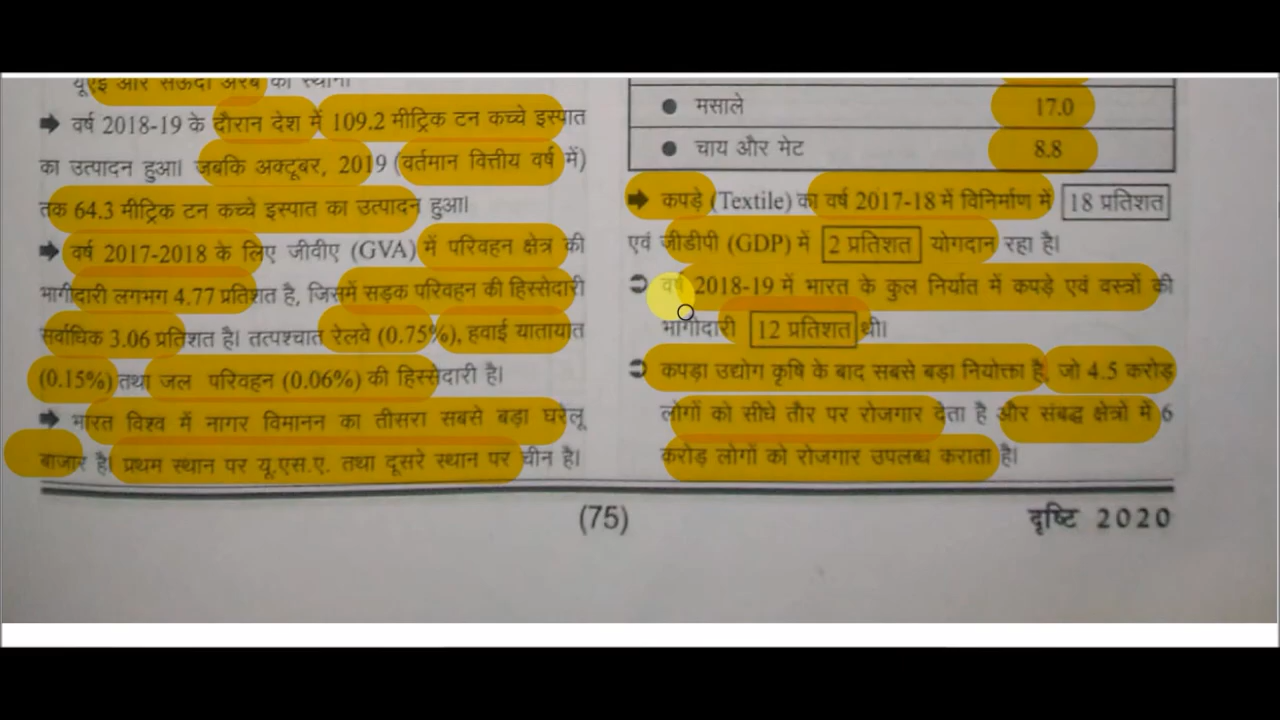 यूएई और सऊदी अरब का स्थान।
➡ वर्ष 2018-19 के दौरान देश में 109.2 मीट्रिक टन कच्चे इस्पात
का उत्पादन हुआ। जबकि अक्टूबर, 2019 (वर्तमान वित्तीय वर्ष में)
तक 64.3 मीट्रिक टन कच्चे इस्पात का उत्पादन हुआ।
➡ वर्ष 2017-2018 के लिए जीवीए (GVA) में परिवहन क्षेत्र की
भागीदारी लगभग 4.77 प्रतिशत है, जिसमें सड़क परिवहन की हिस्सेदारी
सर्वाधिक 3.06 प्रतिशत है। तत्पश्चात रेलवे (0.75%), हवाई यातायात
(0.15%) तथा जल परिवहन (0.06%) की हिस्सेदारी है।
➡ भारत विश्व में नागर विमानन का तीसरा सबसे बड़ा घरेलू
बाजार है। प्रथम स्थान पर यू.एस.ए. तथा दूसरे स्थान पर चीन है।
● मसाले 17.0
● चाय और मेट 8.8
➡ कपड़े (Textile) का वर्ष 2017-18 में विनिर्माण में 18 प्रतिशत
एवं जीडीपी (GDP) में 2 प्रतिशत योगदान रहा है।
➲ वर्ष 2018-19 में भारत के कुल निर्यात में कपड़े एवं वस्त्रों की
भागीदारी 12 प्रतिशत थी।
➲ कपड़ा उद्योग कृषि के बाद सबसे बड़ा नियोक्ता है, जो 4.5 करोड़
लोगों को सीधे तौर पर रोजगार देता है और संबद्ध क्षेत्रों में 6
करोड़ लोगों को रोजगार उपलब्ध कराता है।
(75)
दृष्टि 2020